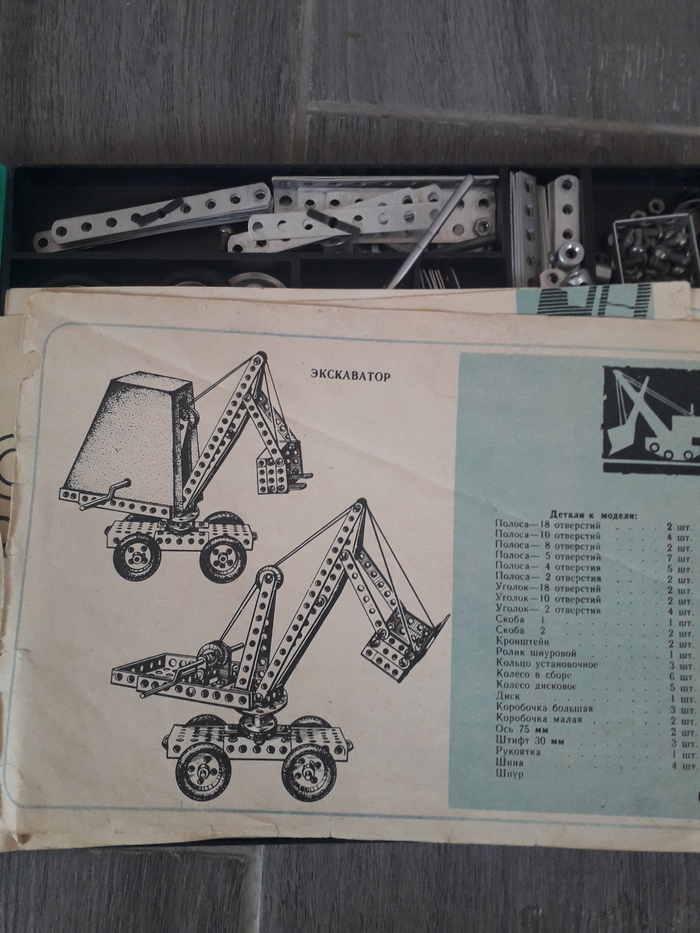 ЭКСКАВАТОР
Детали к модели:
Полоса—18 отверстий . . . . 2 шт.
Полоса—10 отверстий . . . . 4 шт.
Полоса— 8 отверстий . . . . 2 шт.
Полоса— 5 отверстий . . . . 7 шт.
Полоса— 4 отверстия . . . . 5 шт.
Полоса— 2 отверстия . . . . 2 шт.
Уголок—18 отверстий . . . . 2 шт.
Уголок—10 отверстий . . . . 2 шт.
Уголок— 2 отверстия . . . . 4 шт.
Скоба 1 . . . . 1 шт.
Скоба 2 . . . . 2 шт.
Кронштейн . . . . 2 шт.
Ролик шнуровой . . . . 1 шт.
Кольцо установочное . . . . 3 шт.
Колесо в сборе . . . . 6 шт.
Колесо дисковое . . . . 5 шт.
Диск . . . . 1 шт.
Коробочка большая . . . . 3 шт.
Коробочка малая . . . . 2 шт.
Ось 75 мм . . . . 2 шт.
Штифт 30 мм . . . . 3 шт.
Рукоятка . . . . 1 шт.
Шина . . . . 4 шт.
Шнур